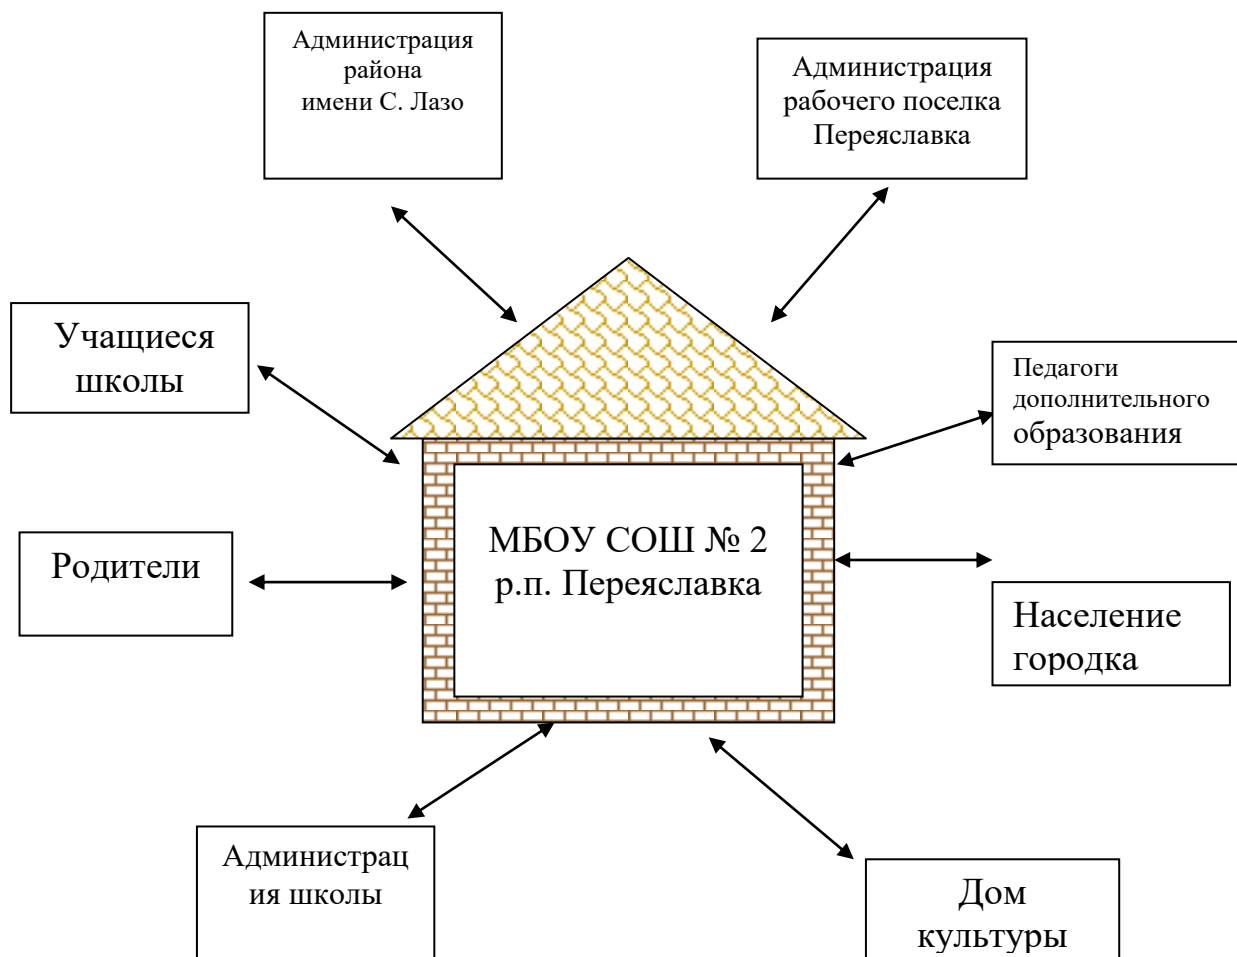 Администрация
района
имени С. Лазо
Администрация
рабочего поселка
Переяславка
Учащиеся
школы
Педагоги
дополнительного
образования
МБОУ СОШ № 2
р.п. Переяславка
Родители
Население
городка
Администрац
ия школы
Дом
культуры